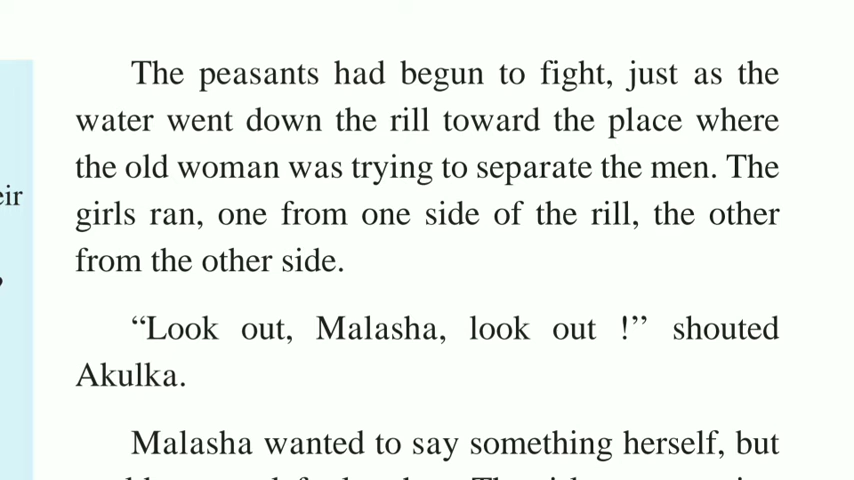 The peasants had begun to fight, just as the
water went down the rill toward the place where
the old woman was trying to separate the men. The
girls ran, one from one side of the rill, the other
from the other side.
“Look out, Malasha, look out !” shouted
Akulka.
Malasha wanted to say something herself, but